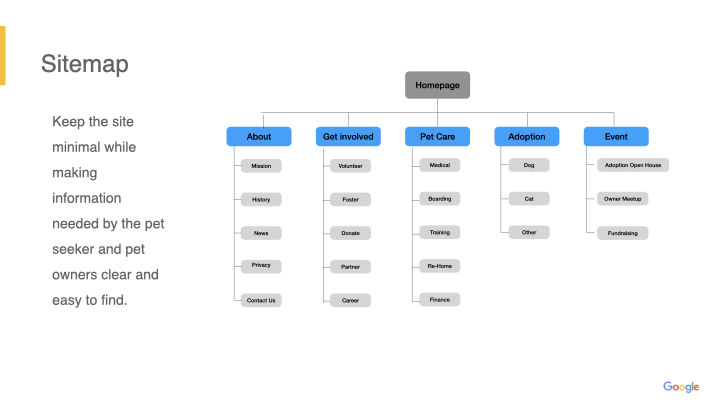 Sitemap
Keep the site
minimal while
making
information
needed by the pet
seeker and pet
owners clear and
easy to find.
Homepage
About
Mission
History
News
Privacy
Contact Us
Get involved
Volunteer
Foster
Donate
Partner
Career
Pet Care
Medical
Boarding
Training
Re-Home
Finance
Adoption
Dog
Cat
Other
Event
Adoption Open House
Owner Meetup
Fundraising
Google